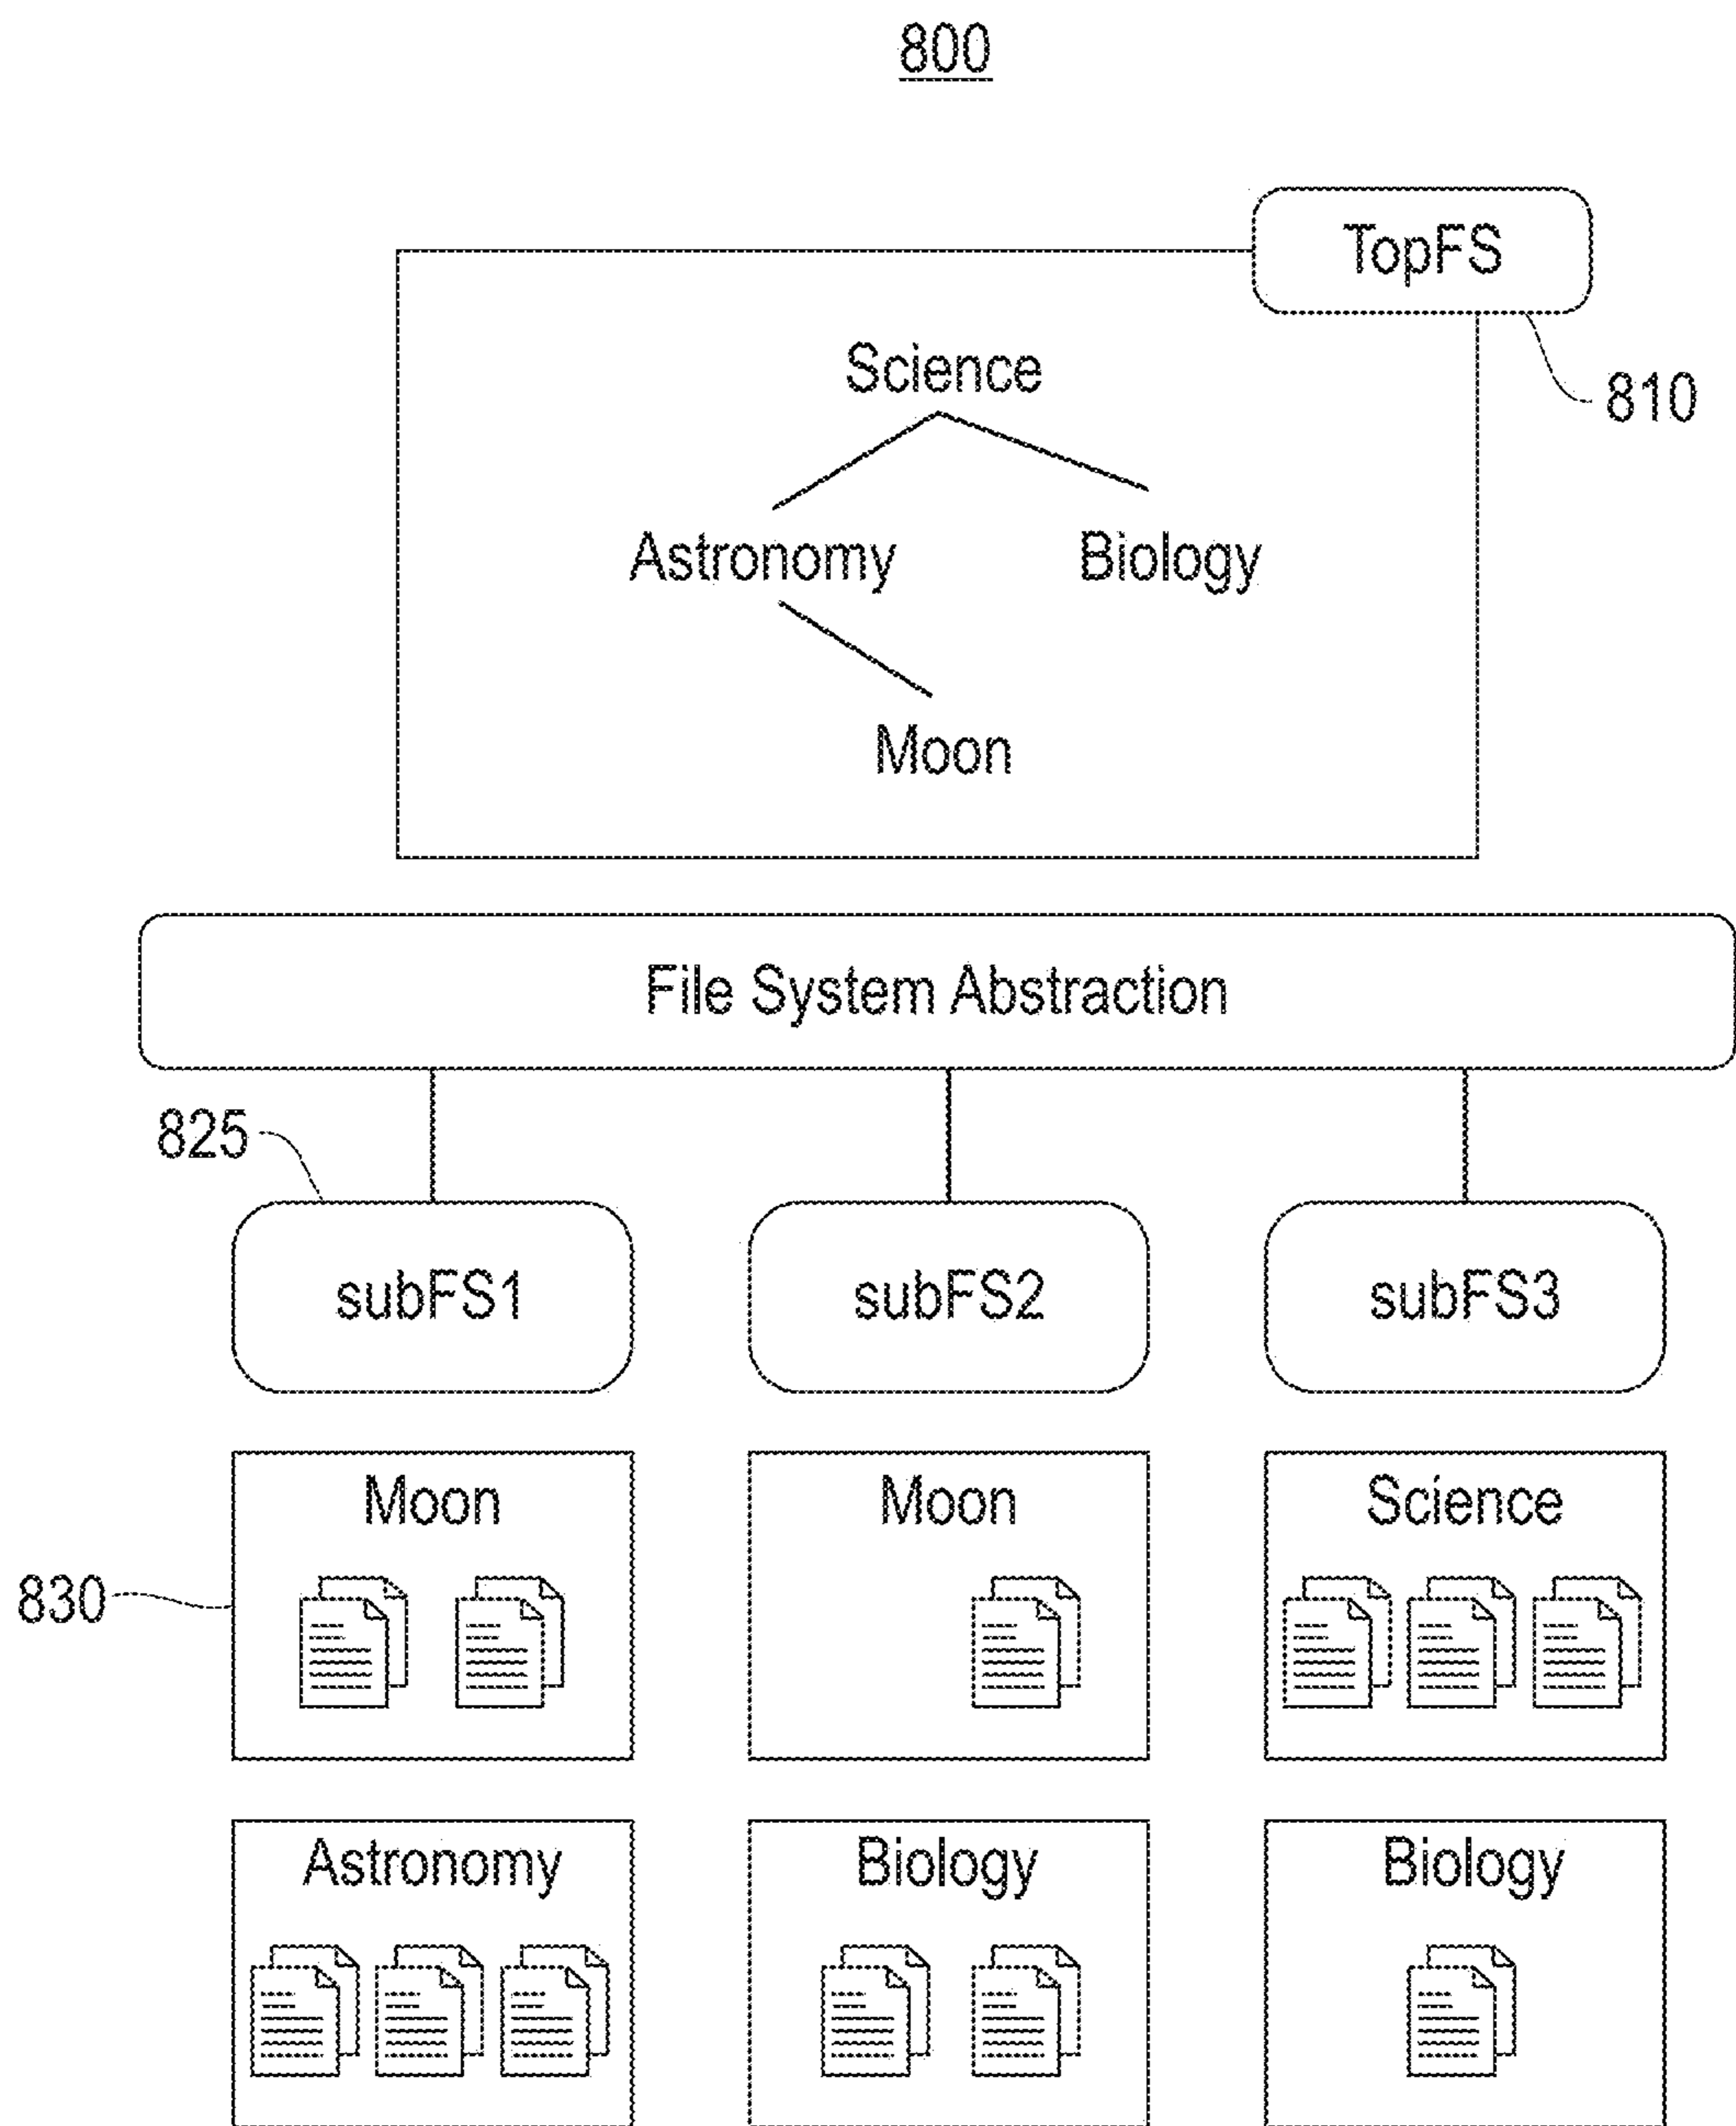 800
TopFS
Science
810
Astronomy Biology
Moon
File System Abstraction
825
subFS1 subFS2 subFS3
Moon Moon Science
830
Astronomy Biology Biology